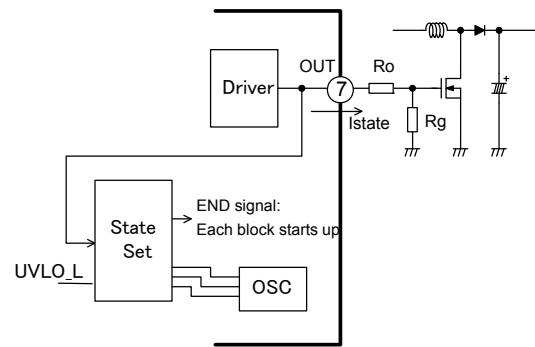 OUT
Ro
Driver
7
Istate
Rg
+
END signal:
Each block starts up
State
Set
UVLO_L
OSC